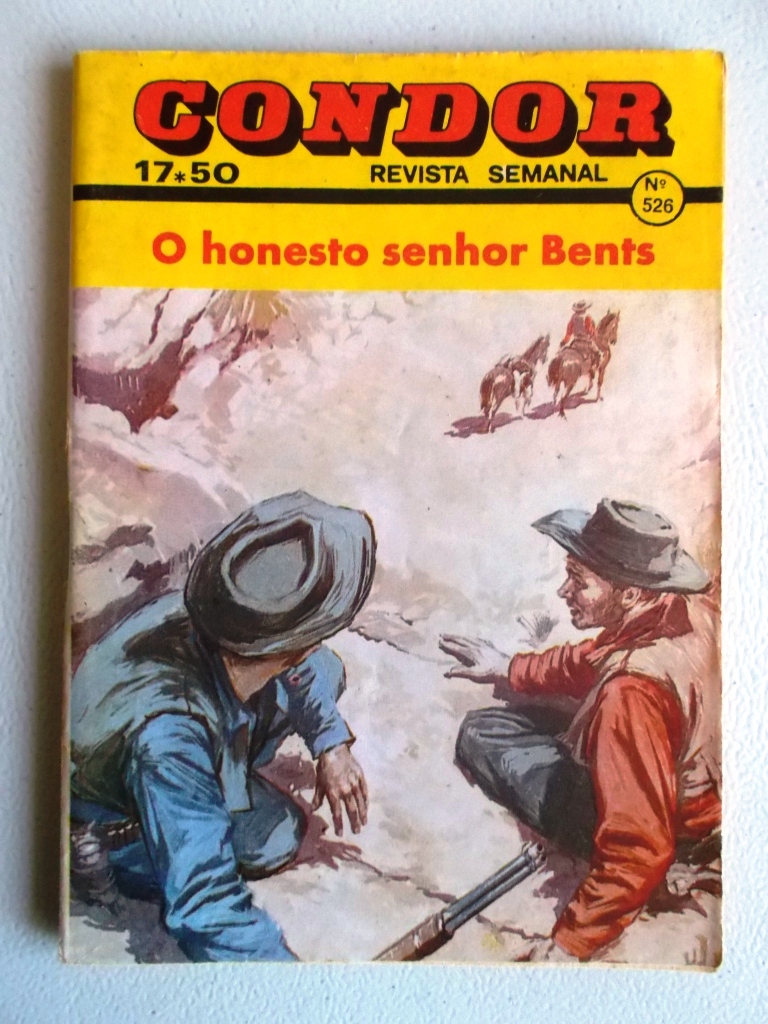 CONDOR
17*50 REVISTA SEMANAL
Nº
526
O honesto senhor Bents